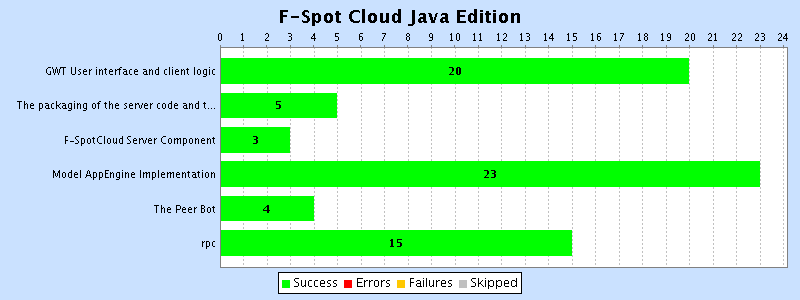 F-Spot Cloud Java Edition
0 1 2 3 4 5 6 7 8 9 10 11 12 13 14 15 16 17 18 19 20 21 22 23 24
GWT User interface and client logic 20
The packaging of the server code and t... 5
F-SpotCloud Server Component 3
Model AppEngine Implementation 23
The Peer Bot 4
rpc 15
Success Errors Failures Skipped